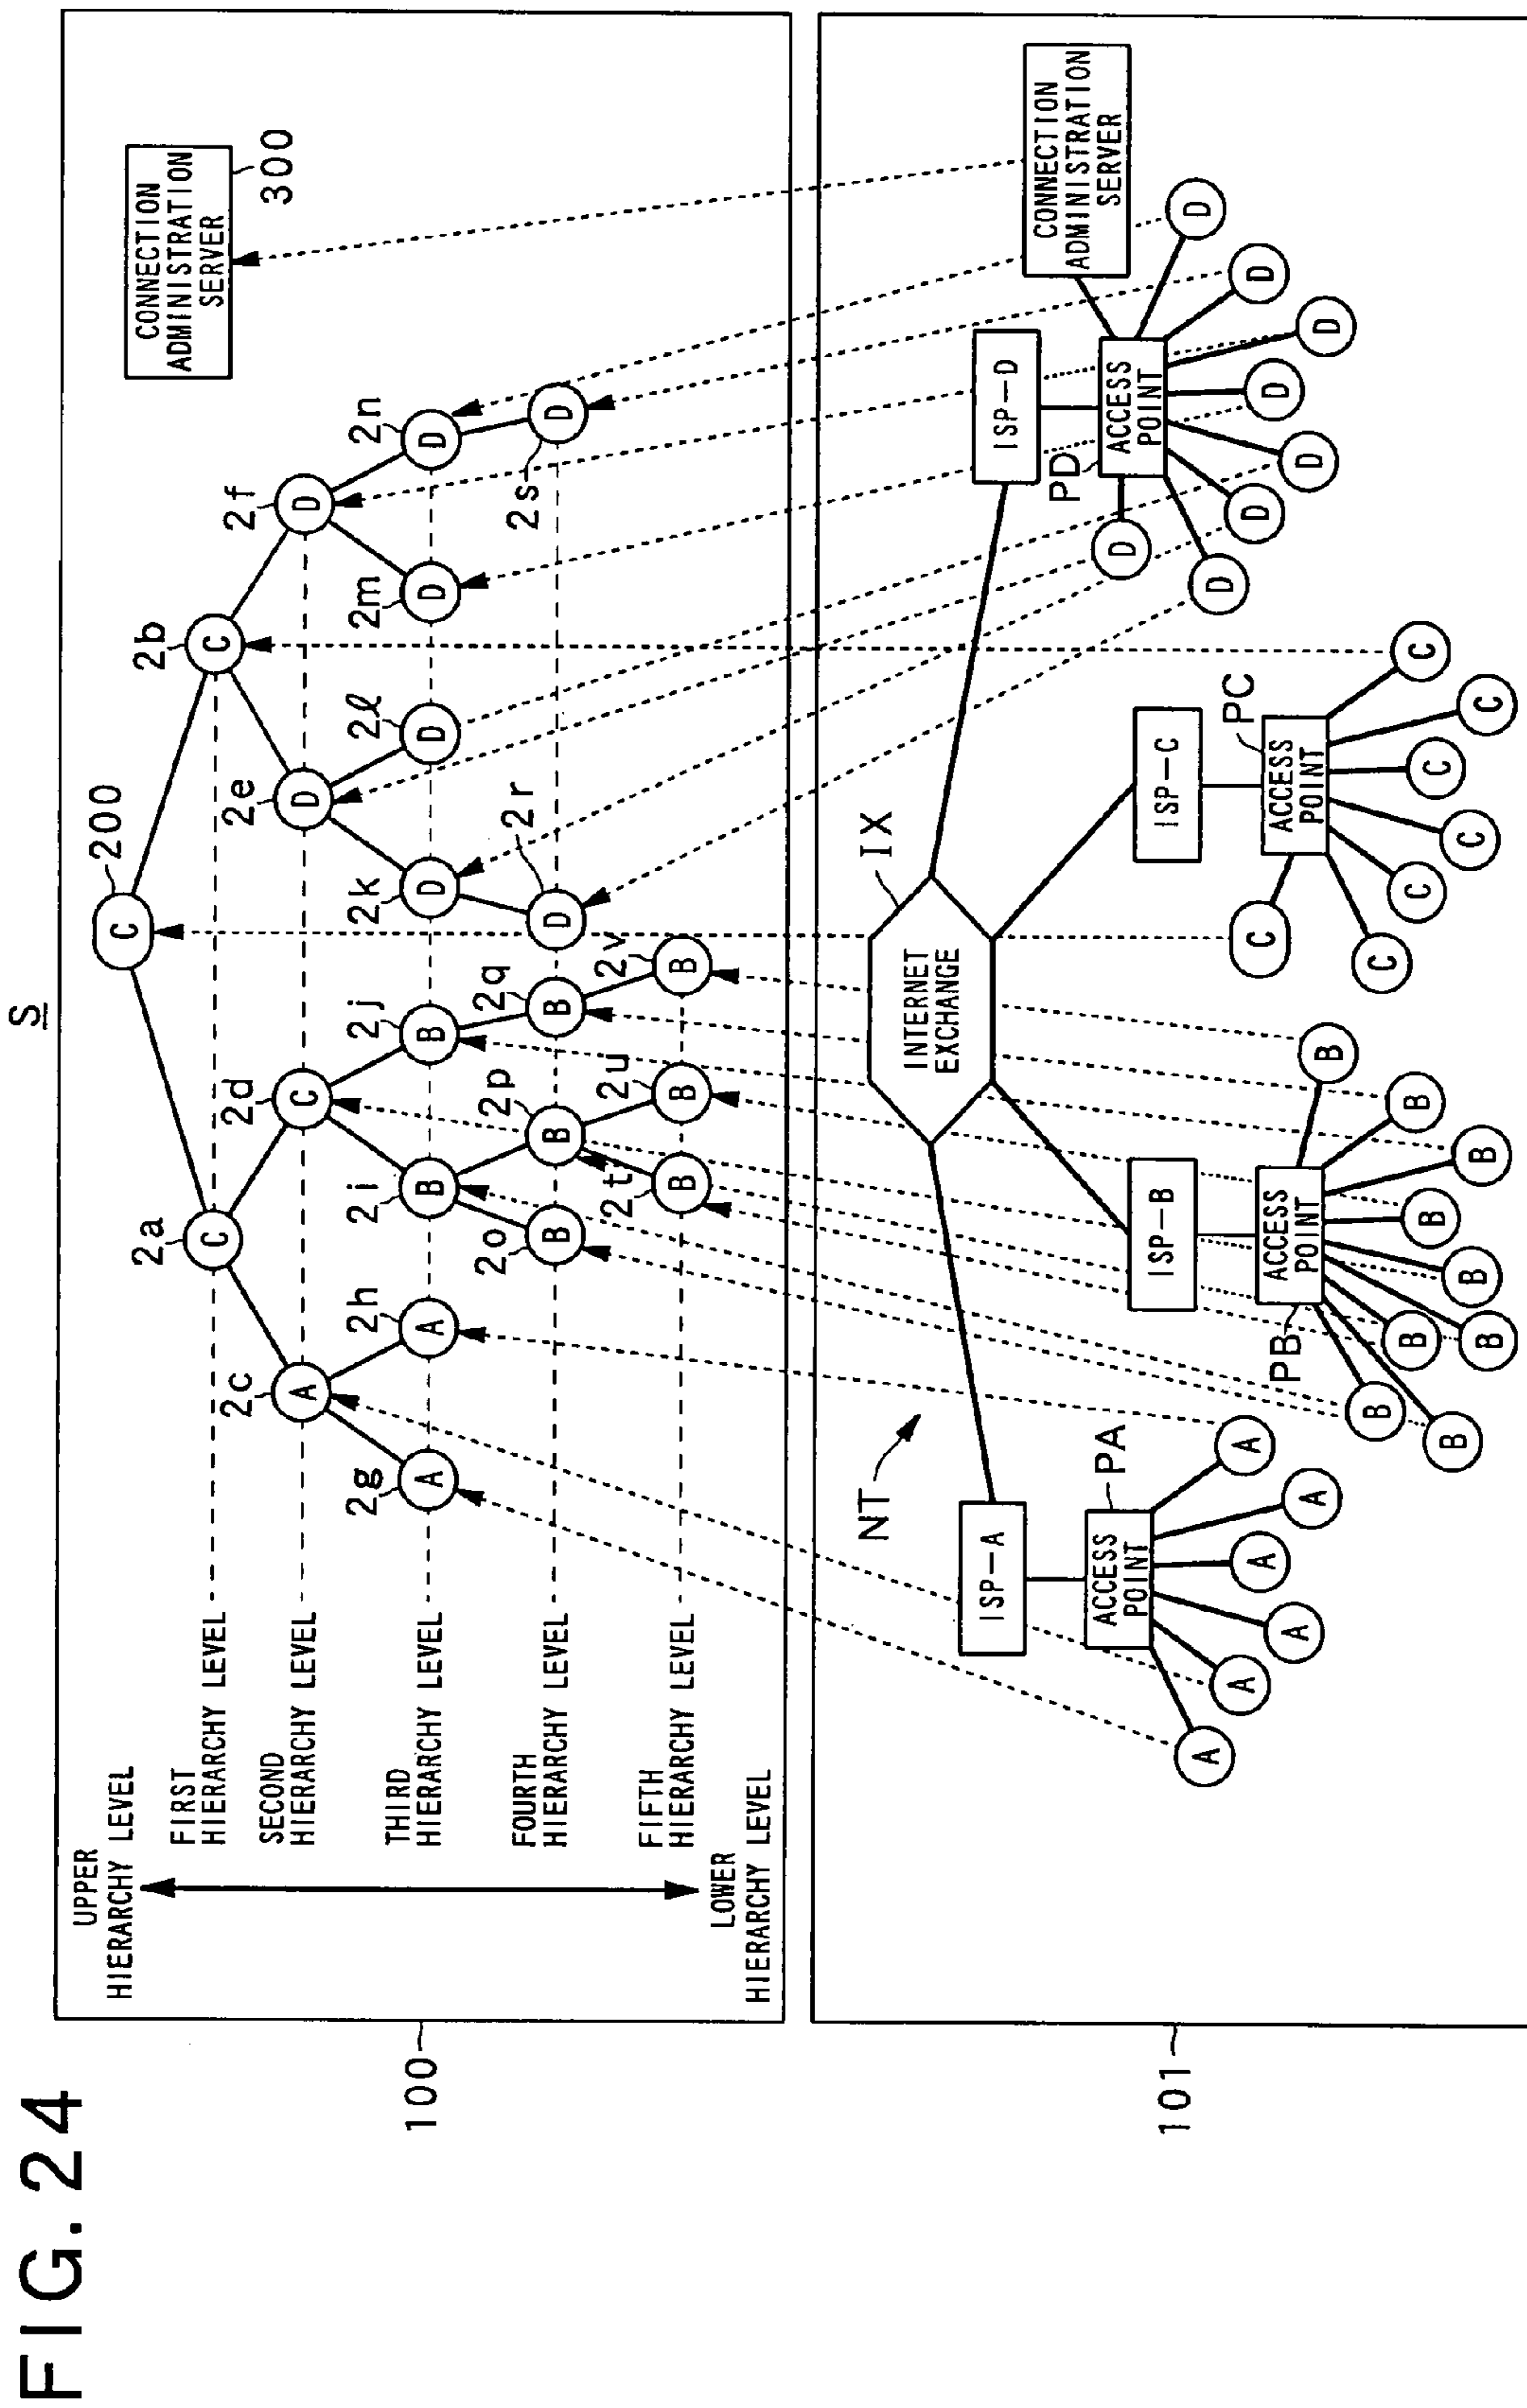 FIG. 24
S
100
UPPER
HIERARCHY LEVEL
FIRST
HIERARCHY LEVEL
SECOND
HIERARCHY LEVEL
THIRD
HIERARCHY LEVEL
FOURTH
HIERARCHY LEVEL
FIFTH
HIERARCHY LEVEL
LOWER
HIERARCHY LEVEL
200
C
2a
C
2b
C
2c
A
2d
C
2e
D
2f
D
2g
A
2h
A
2i
B
2j
B
2k
D
2ℓ
D
2m
D
2n
D
2o
B
2p
B
2q
B
2r
D
2s
D
2t
B
2u
B
2v
B
CONNECTION
ADMINISTRATION
SERVER
300
101
NT
INTERNET
EXCHANGE
IX
ISP-A
ACCESS
POINT
PA
A
A
A
A
A
A
ISP-B
ACCESS
POINT
PB
B
B
B
B
B
B
B
B
B
ISP-C
ACCESS
POINT
PC
C
C
C
C
C
C
C
ISP-D
ACCESS
POINT
PD
D
D
D
D
D
D
D
D
CONNECTION
ADMINISTRATION
SERVER